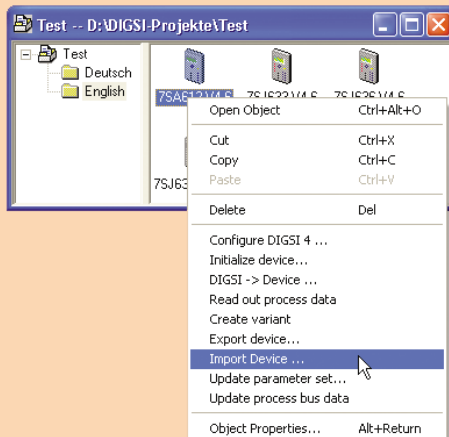 Test -- D:\DIGSI-Projekte\Test
Test
Deutsch
English
7SA612 V4.6 7SJ633 V4.6 7SJ636 V4.6
7SJ63
Open Object Ctrl+Alt+O
Cut Ctrl+X
Copy Ctrl+C
Paste Ctrl+V
Delete Del
Configure DIGSI 4 ...
Initialize device...
DIGSI -> Device ...
Read out process data
Create variant
Export device...
Import Device ...
Update parameter set...
Update process bus data
Object Properties... Alt+Return